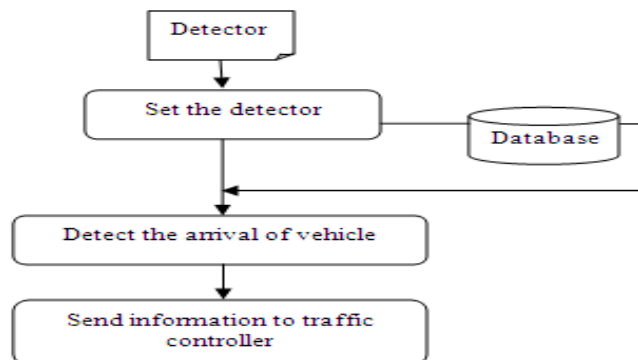 Detector
Set the detector
Database
Detect the arrival of vehicle
Send information to traffic
controller